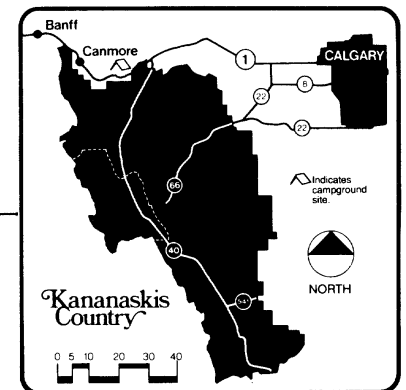 Banff
Canmore
1
CALGARY
22
8
22
66
Indicates
campground
site.
40
NORTH
Kananaskis
Country
541
0 5 10 20 30 40